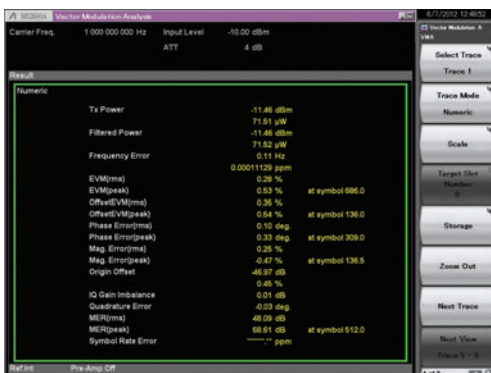 MS2690A Vector Modulation Analysis 6/7/2012 12:40:52
Carrier Freq. 1 000 000 000 Hz Input Level -10.00 dBm
ATT 4 dB
Result
Numeric
Tx Power -11.46 dBm
71.51 µW
Filtered Power -11.46 dBm
71.52 µW
Frequency Error 0.11 Hz
0.00011129 ppm
EVM(rms) 0.28 %
EVM(peak) 0.53 % at symbol 686.0
OffsetEVM(rms) 0.35 %
OffsetEVM(peak) 0.54 % at symbol 136.0
Phase Error(rms) 0.10 deg.
Phase Error(peak) 0.33 deg. at symbol 309.0
Mag. Error(rms) 0.25 %
Mag. Error(peak) -0.47 % at symbol 136.5
Origin Offset -46.97 dB
0.45 %
IQ Gain Imbalance 0.01 dB
Quadrature Error -0.03 deg.
MER(rms) 48.09 dB
MER(peak) 68.61 dB at symbol 512.0
Symbol Rate Error ******.** ppm
Ref.Int Pre-Amp Off
Vector Modulation A
VMA
Select Trace
Trace 1
Trace Mode
Numeric
Scale
Target Slot
Number
0
Storage
Zoom Out
Next Trace
Next View